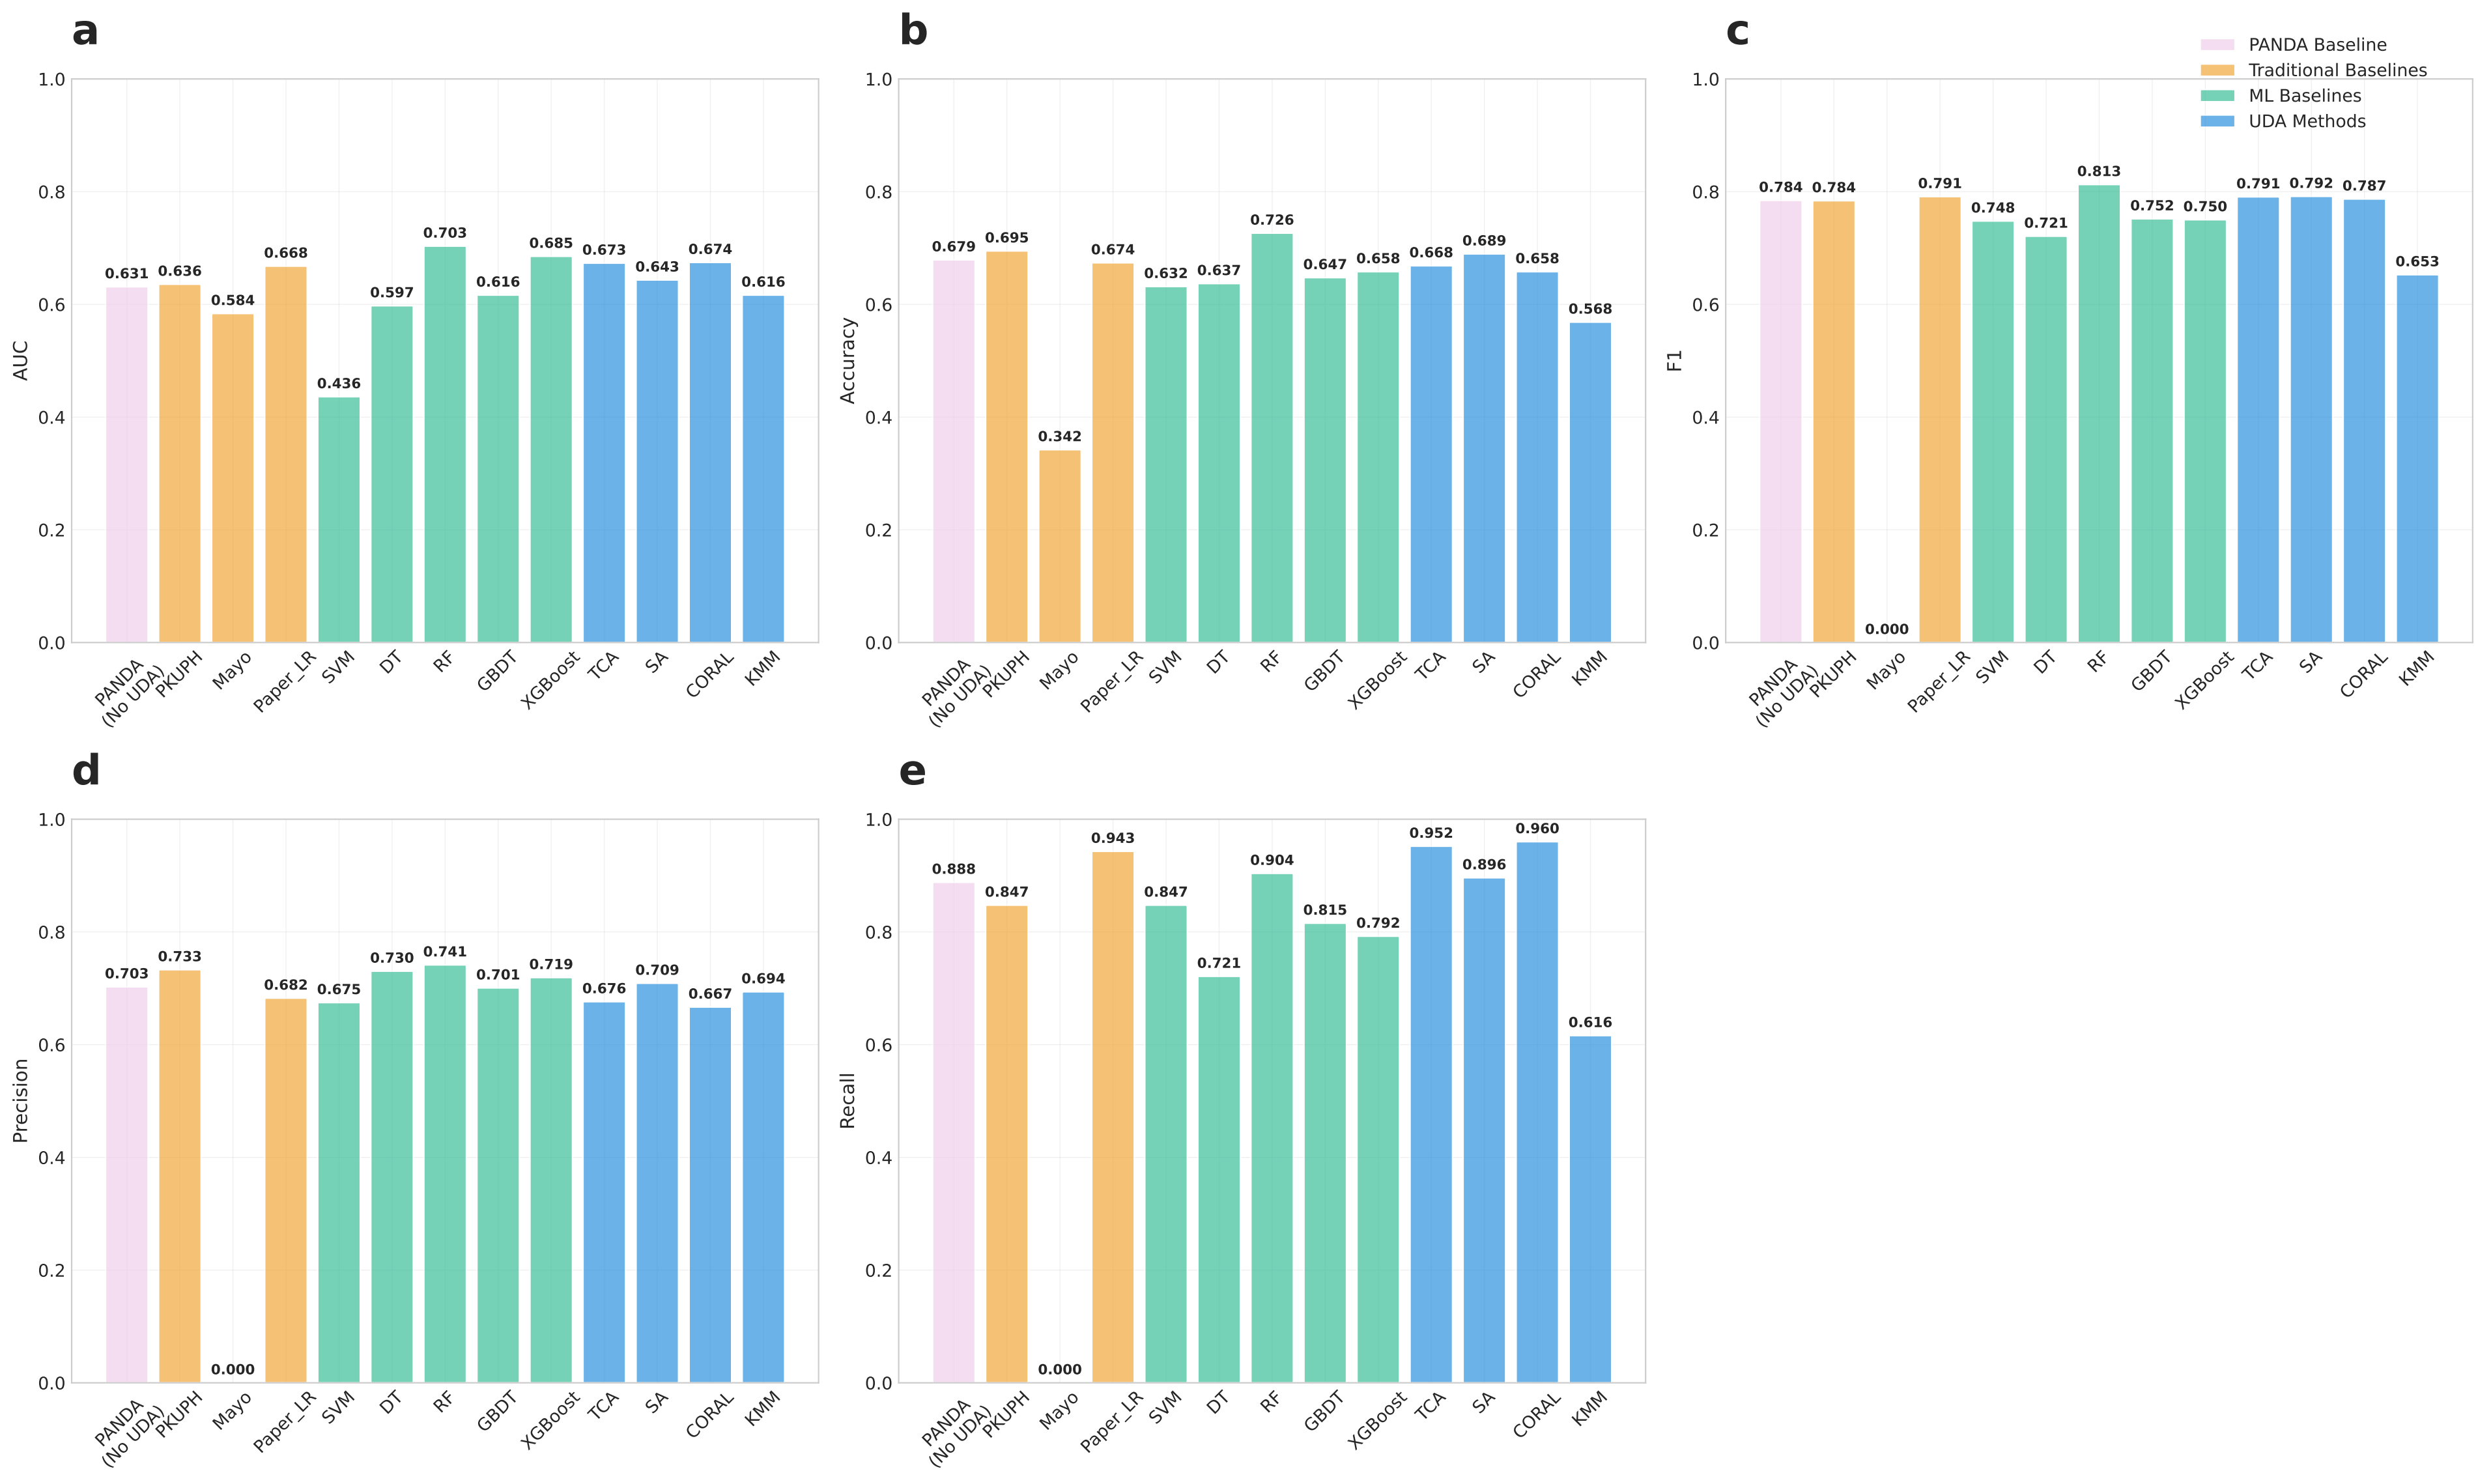 a
1.0
0.8
0.6
0.4
0.2
0.0
AUC
0.631
0.636
0.584
0.668
0.436
0.597
0.703
0.616
0.685
0.673
0.643
0.674
0.616
PANDA
(No UDA)
PKUPH
Mayo
Paper_LR
SVM
DT
RF
GBDT
XGBoost
TCA
SA
CORAL
KMM
b
1.0
0.8
0.6
0.4
0.2
0.0
Accuracy
0.679
0.695
0.342
0.674
0.632
0.637
0.726
0.647
0.658
0.668
0.689
0.658
0.568
PANDA
(No UDA)
PKUPH
Mayo
Paper_LR
SVM
DT
RF
GBDT
XGBoost
TCA
SA
CORAL
KMM
c
PANDA Baseline
Traditional Baselines
ML Baselines
UDA Methods
1.0
0.8
0.6
0.4
0.2
0.0
F1
0.784
0.784
0.000
0.791
0.748
0.721
0.813
0.752
0.750
0.791
0.792
0.787
0.653
PANDA
(No UDA)
PKUPH
Mayo
Paper_LR
SVM
DT
RF
GBDT
XGBoost
TCA
SA
CORAL
KMM
d
1.0
0.8
0.6
0.4
0.2
0.0
Precision
0.703
0.733
0.000
0.682
0.675
0.730
0.741
0.701
0.719
0.676
0.709
0.667
0.694
PANDA
(No UDA)
PKUPH
Mayo
Paper_LR
SVM
DT
RF
GBDT
XGBoost
TCA
SA
CORAL
KMM
e
1.0
0.8
0.6
0.4
0.2
0.0
Recall
0.888
0.847
0.000
0.943
0.847
0.721
0.904
0.815
0.792
0.952
0.896
0.960
0.616
PANDA
(No UDA)
PKUPH
Mayo
Paper_LR
SVM
DT
RF
GBDT
XGBoost
TCA
SA
CORAL
KMM